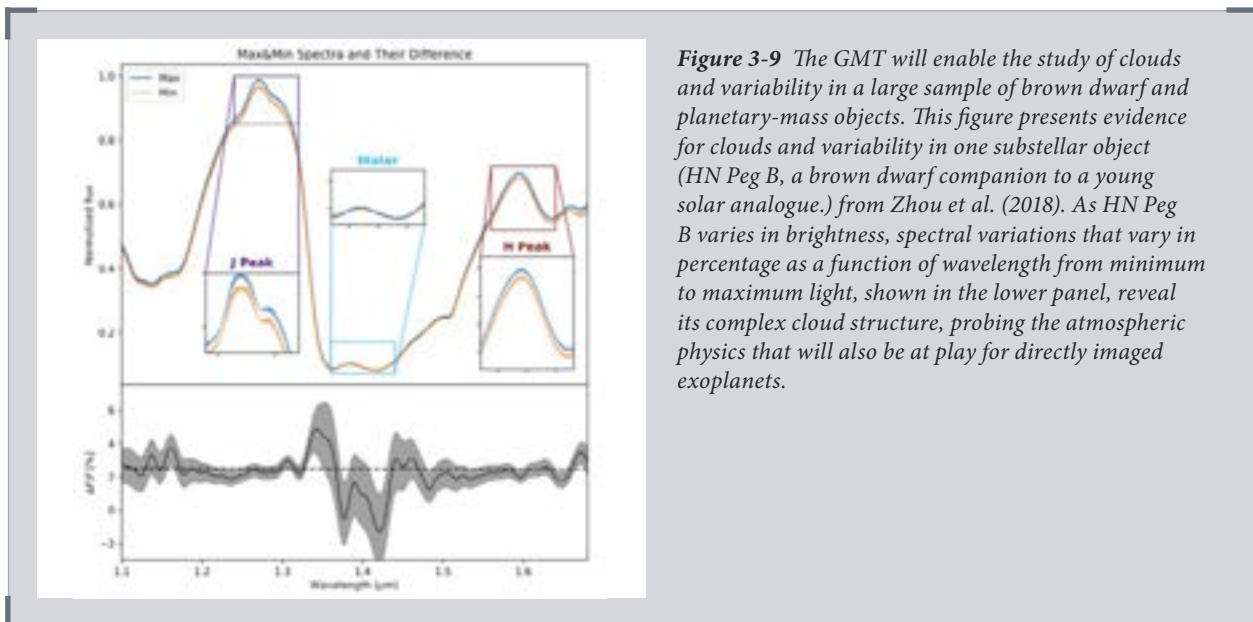 Max&Min Spectra and Their Difference
Max
Min
1.0
0.8
0.6
0.4
0.2
Normalized flux
Water
J Peak
H Peak
6
4
2
0
−2
ΔF/F [%]
1.1 1.2 1.3 1.4 1.5 1.6
Wavelength (μm)
Figure 3-9 The GMT will enable the study of clouds
and variability in a large sample of brown dwarf and
planetary-mass objects. This figure presents evidence
for clouds and variability in one substellar object
(HN Peg B, a brown dwarf companion to a young
solar analogue.) from Zhou et al. (2018). As HN Peg
B varies in brightness, spectral variations that vary in
percentage as a function of wavelength from minimum
to maximum light, shown in the lower panel, reveal
its complex cloud structure, probing the atmospheric
physics that will also be at play for directly imaged
exoplanets.